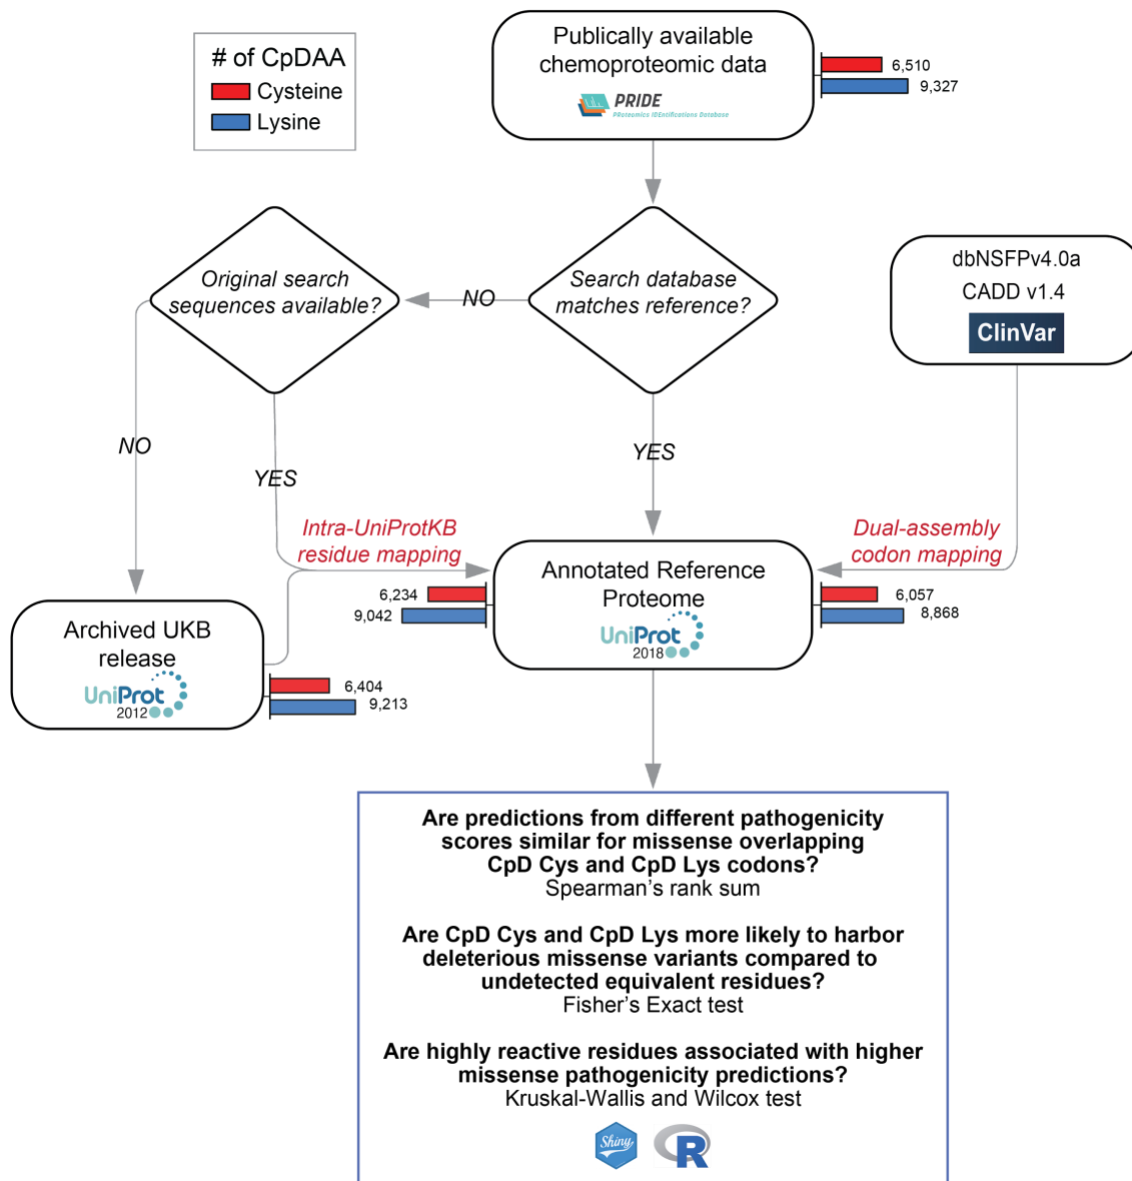 # of CpDAA
Cysteine
Lysine
Publically available
chemoproteomic data
PRIDE
PRoteomics IDEntifications Database
6,510
9,327
Original search
sequences available?
NO
Search database
matches reference?
dbNSFPv4.0a
CADD v1.4
ClinVar
NO
YES
YES
Intra-UniProtKB
residue mapping
Dual-assembly
codon mapping
Archived UKB
release
UniProt
2012
6,404
9,213
6,234
9,042
Annotated Reference
Proteome
UniProt
2018
6,057
8,868
Are predictions from different pathogenicity
scores similar for missense overlapping
CpD Cys and CpD Lys codons?
Spearman's rank sum
Are CpD Cys and CpD Lys more likely to harbor
deleterious missense variants compared to
undetected equivalent residues?
Fisher's Exact test
Are highly reactive residues associated with higher
missense pathogenicity predictions?
Kruskal-Wallis and Wilcox test
Shiny
R